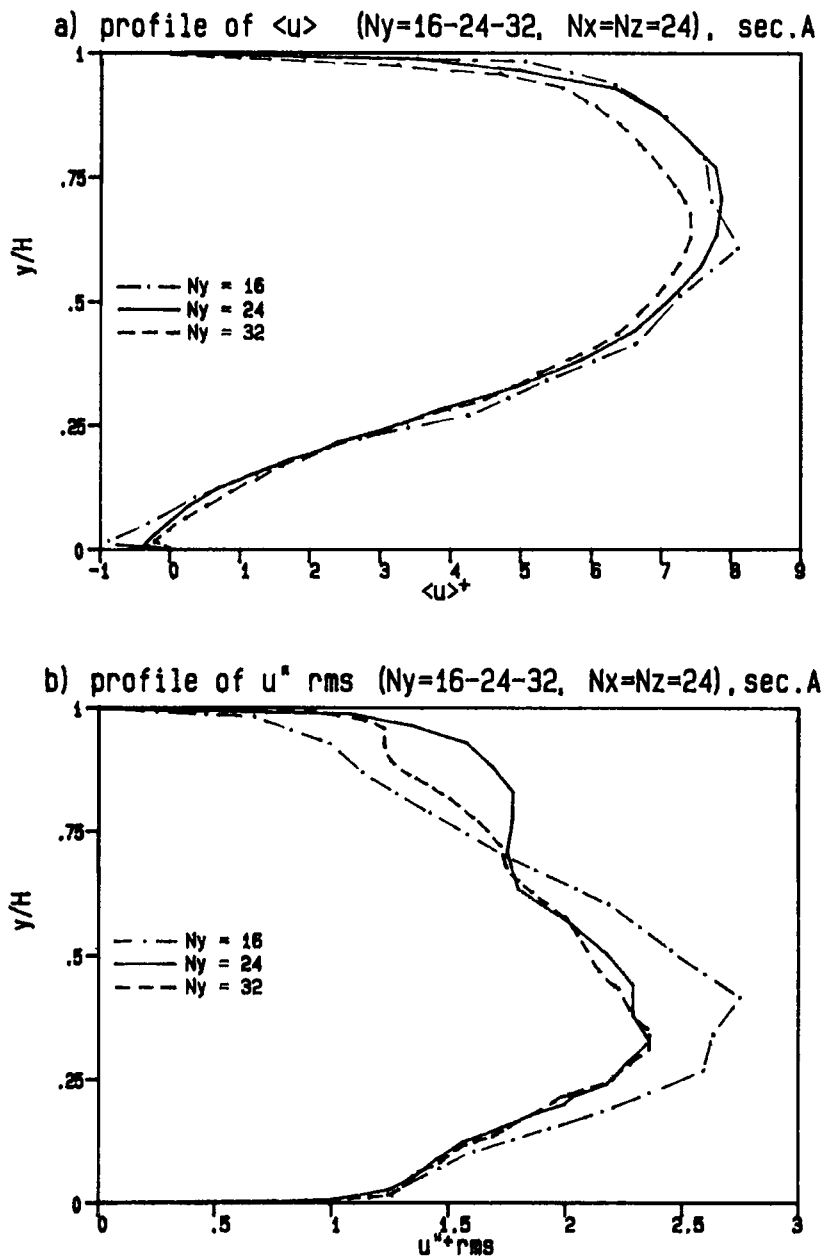 a) profile of <u> (Ny=16-24-32, Nx=Nz=24), sec.A
1
.75
y/H
Ny = 16
.5
Ny = 24
Ny = 32
.25
0
-1 0 1 2 3 4 5 6 7 8 9
<u>+
b) profile of u" rms (Ny=16-24-32, Nx=Nz=24), sec.A
1
.75
y/H
Ny = 16
.5
Ny = 24
Ny = 32
.25
0
0 .5 1 1.5 2 2.5 3
u"+rms